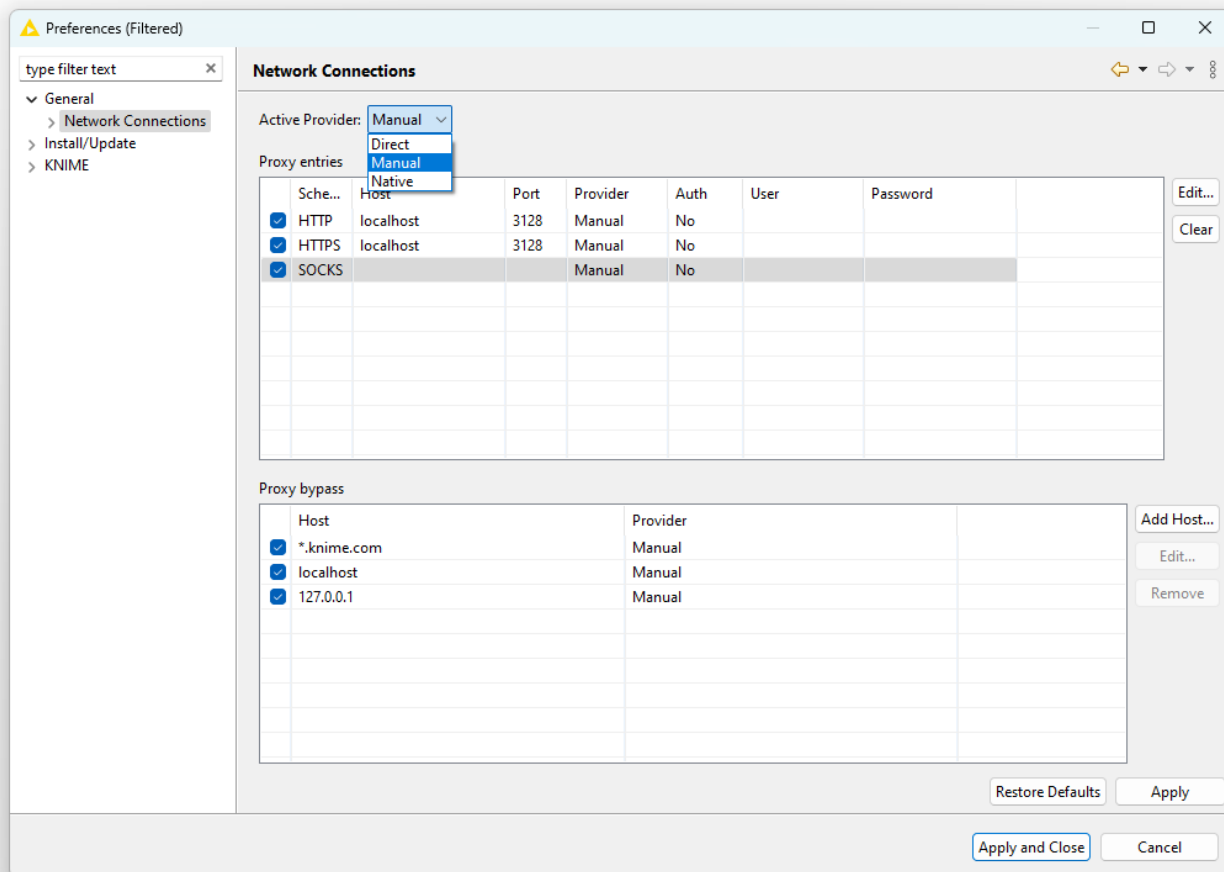 Preferences (Filtered)
type filter text
General
Network Connections
Install/Update
KNIME
Network Connections
Active Provider: Manual
Direct
Manual
Native
Proxy entries
Sche... Host Port Provider Auth User Password
HTTP localhost 3128 Manual No
HTTPS localhost 3128 Manual No
SOCKS Manual No
Edit...
Clear
Proxy bypass
Host Provider
*.knime.com Manual
localhost Manual
127.0.0.1 Manual
Add Host...
Edit...
Remove
Restore Defaults Apply
Apply and Close Cancel